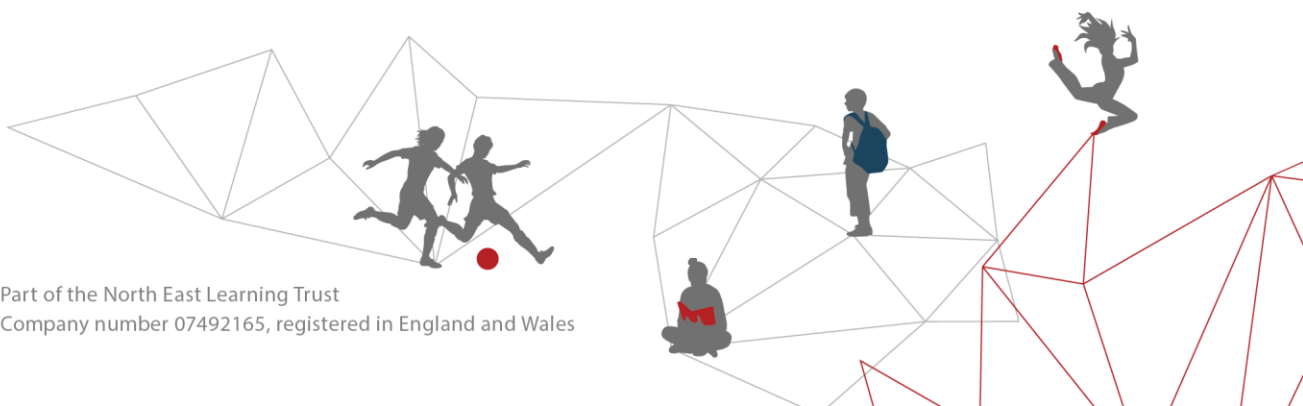 Part of the North East Learning Trust
Company number 07492165, registered in England and Wales